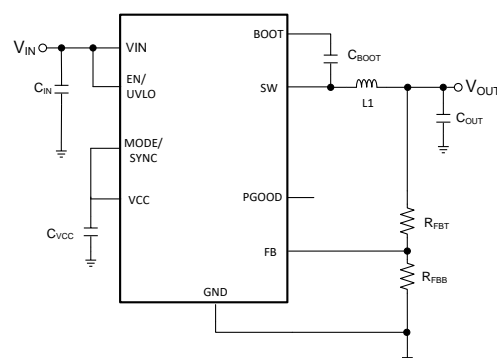 BOOT
VIN
VIN
CBOOT
EN/
UVLO
CIN
SW
VOUT
L1
COUT
MODE/
SYNC
VCC
PGOOD
RFBT
CVCC
FB
RFBB
GND